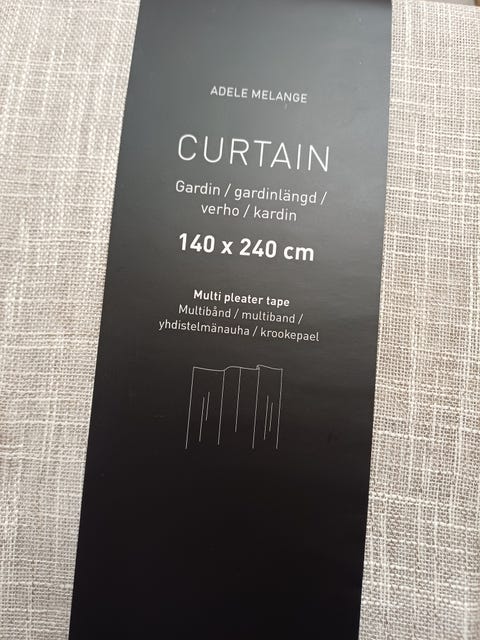 ADELE MELANGE
CURTAIN
Gardin / gardinlängd /
verho / kardin
140 x 240 cm
Multi pleater tape
Multibånd / multiband /
yhdistelmänauha / krookepael